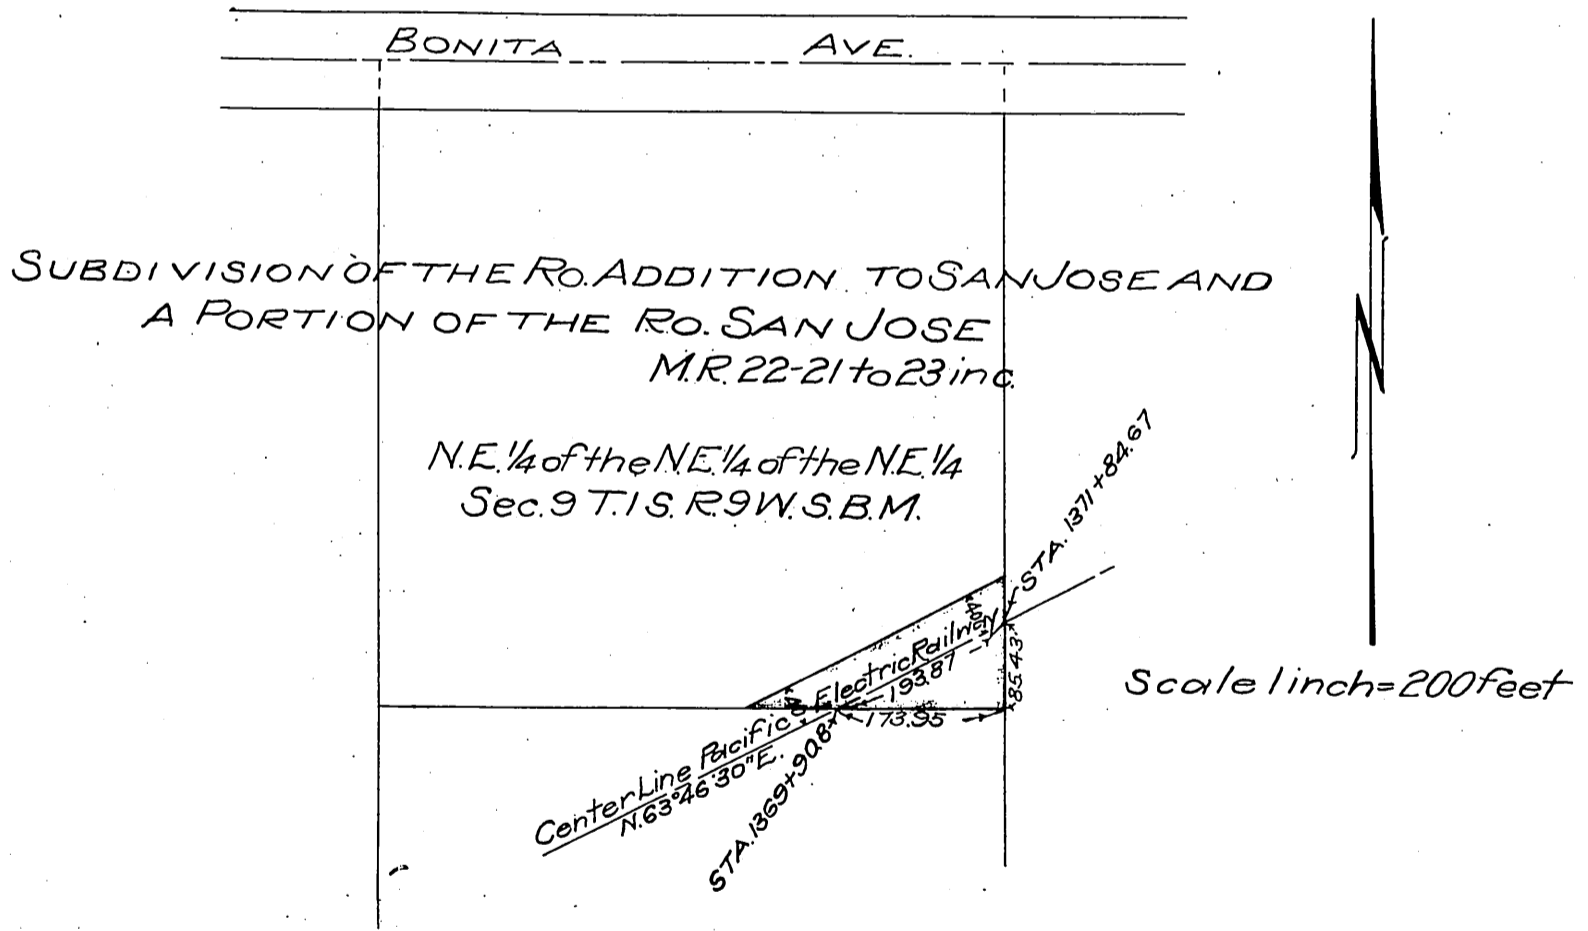 BONITA AVE.
SUBDIVISION OF THE RO. ADDITION TO SAN JOSE AND
A PORTION OF THE RO. SAN JOSE
M.R. 22-21 to 23 inc.
N.E.1/4 of the N.E.1/4 of the N.E.1/4
Sec. 9 T.1 S. R.9 W. S.B.M.
STA. 1371+84.67
Scale 1 inch = 200 feet
Center Line Pacific Electric Railway
N.63°46'30"E.
193.87
85.43
173.95
STA. 1369+90.8
N